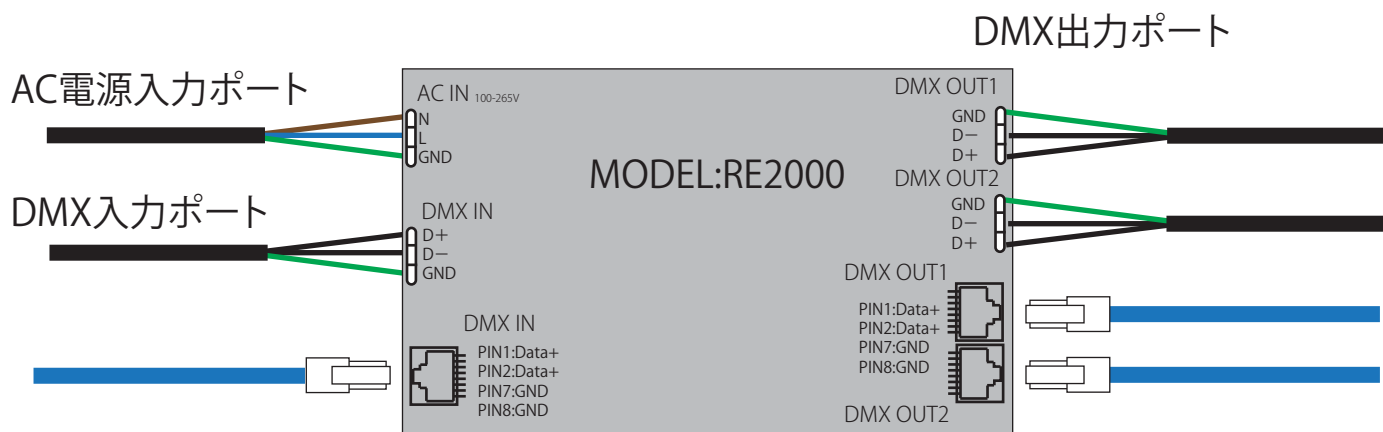 DMX出力ポート
AC電源入力ポート
AC IN 100-265V
N
L
GND
DMX OUT1
GND
D−
D+
MODEL:RE2000
DMX OUT2
GND
D−
D+
DMX入力ポート
DMX IN
D+
D−
GND
DMX OUT1
PIN1:Data+
PIN2:Data+
PIN7:GND
PIN8:GND
DMX OUT2
DMX IN
PIN1:Data+
PIN2:Data+
PIN7:GND
PIN8:GND